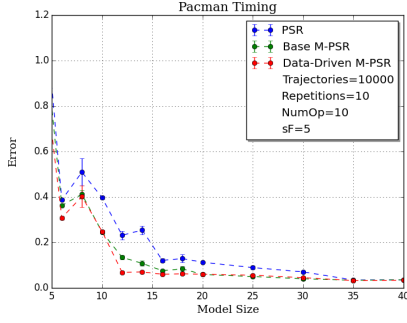 Pacman Timing
1.2
1.0
0.8
0.6
0.4
0.2
0.0
Error
PSR
Base M-PSR
Data-Driven M-PSR
Trajectories=10000
Repetitions=10
NumOp=10
sF=5
5 10 15 20 25 30 35 40
Model Size